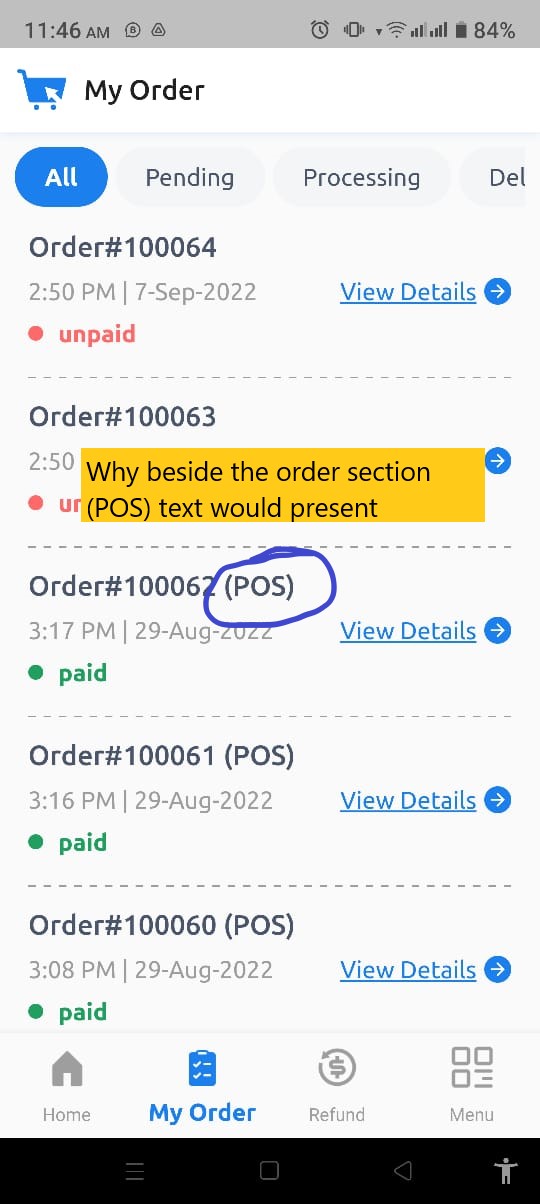 11:46 AM 84%
My Order
All Pending Processing Del
Order#100064
2:50 PM | 7-Sep-2022 View Details
unpaid
Order#100063
2:50
Why beside the order section
(POS) text would present
Order#100062 (POS)
3:17 PM | 29-Aug-2022 View Details
paid
Order#100061 (POS)
3:16 PM | 29-Aug-2022 View Details
paid
Order#100060 (POS)
3:08 PM | 29-Aug-2022 View Details
paid
Home My Order Refund Menu